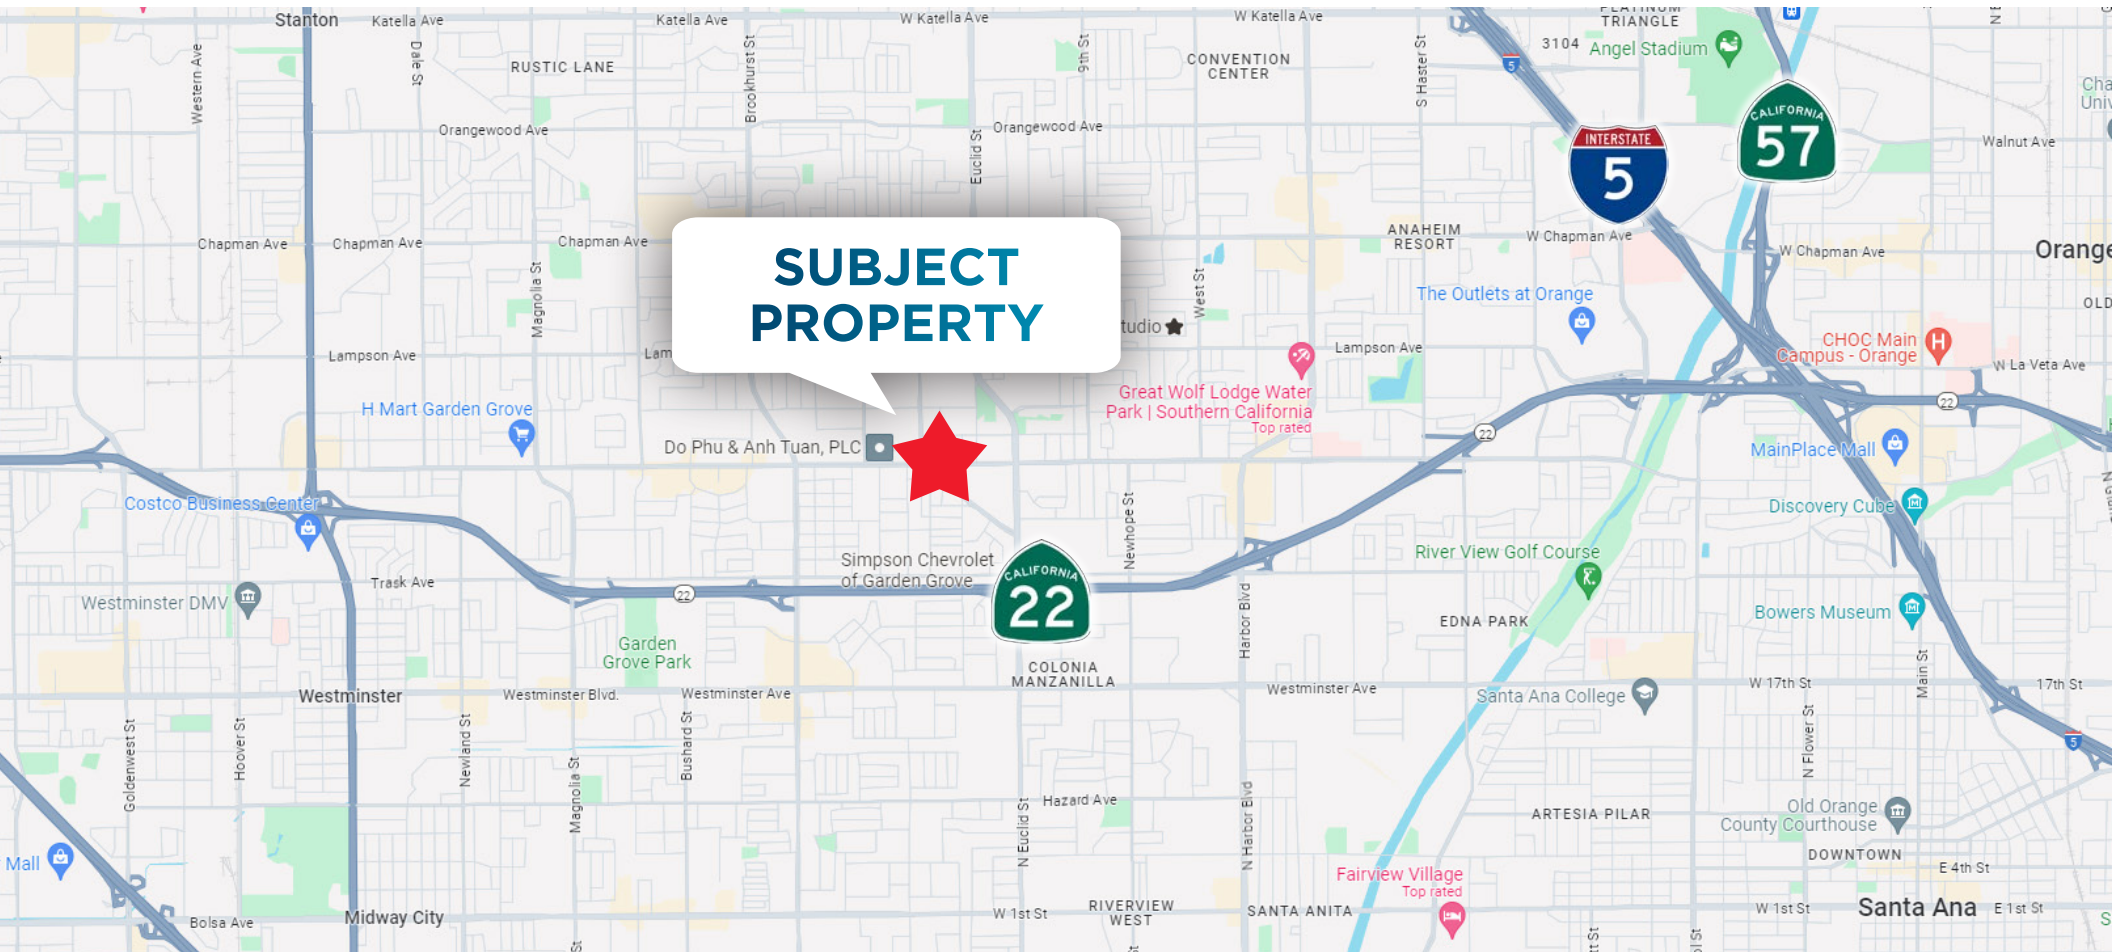 Stanton
Katella Ave
Katella Ave
W Katella Ave
W Katella Ave
PLATINUM
TRIANGLE
3104
Angel Stadium
RUSTIC LANE
CONVENTION
CENTER
Western Ave
Dale St
Brookhurst St
9th St
S Haster St
5
CALIFORNIA
57
INTERSTATE
5
Orangewood Ave
Orangewood Ave
Euclid St
Walnut Ave
Chapman Ave
Chapman Ave
Chapman Ave
ANAHEIM
RESORT
W Chapman Ave
W Chapman Ave
Orange
OLD
SUBJECT
PROPERTY
Magnolia St
West St
The Outlets at Orange
Lampson Ave
Lampson Ave
CHOC Main
Campus - Orange
W La Veta Ave
Great Wolf Lodge Water
Park | Southern California
Top rated
22
22
H Mart Garden Grove
Do Phu & Anh Tuan, PLC
MainPlace Mall
Costco Business Center
Discovery Cube
Newhope St
Simpson Chevrolet
of Garden Grove
CALIFORNIA
22
River View Golf Course
Trask Ave
22
Westminster DMV
Harbor Blvd
EDNA PARK
Bowers Museum
Garden
Grove Park
COLONIA
MANZANILLA
Westminster
Westminster Blvd.
Westminster Ave
Westminster Ave
Santa Ana College
W 17th St
Main St
17th St
Goldenwest St
Hoover St
Newland St
Magnolia St
Bushard St
N Flower St
5
Hazard Ave
N Euclid St
N Harbor Blvd
ARTESIA PILAR
Old Orange
County Courthouse
DOWNTOWN
Mall
Fairview Village
Top rated
E 4th St
Bolsa Ave
Midway City
W 1st St
RIVERVIEW
WEST
SANTA ANITA
W 1st St
Santa Ana
E 1st St